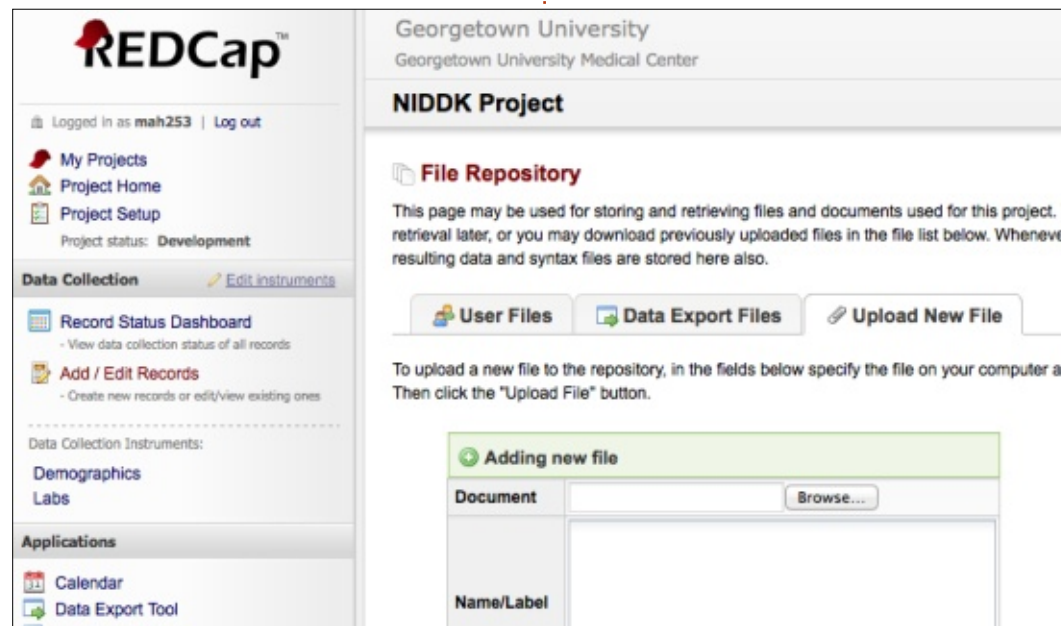 REDCap™
Logged in as mah253 | Log out
My Projects
Project Home
Project Setup
Project status: Development
Data Collection Edit instruments
Record Status Dashboard
- View data collection status of all records
Add / Edit Records
- Create new records or edit/view existing ones
Data Collection Instruments:
Demographics
Labs
Applications
Calendar
Data Export Tool
Georgetown University
Georgetown University Medical Center
NIDDK Project
File Repository
This page may be used for storing and retrieving files and documents used for this project.
retrieval later, or you may download previously uploaded files in the file list below. Wheneve
resulting data and syntax files are stored here also.
User Files Data Export Files Upload New File
To upload a new file to the repository, in the fields below specify the file on your computer a
Then click the "Upload File" button.
Adding new file
Document Browse...
Name/Label